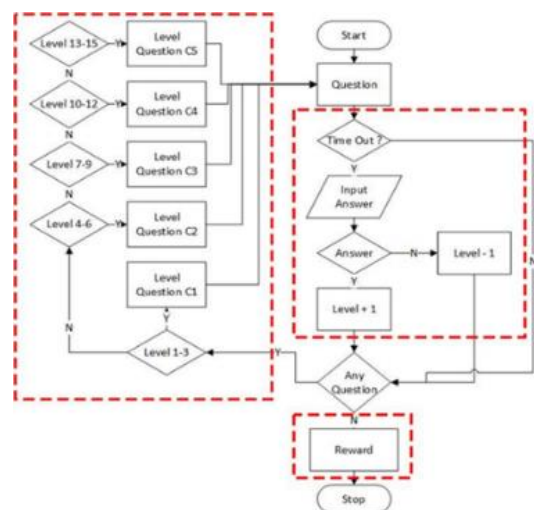 Start
Question
Time Out ?
Y
N
Input
Answer
Answer
N
Level - 1
Y
Level + 1
Any
Question
Y
N
Reward
Stop
Level 13-15
Y
Level
Question C5
N
Level 10-12
Y
Level
Question C4
N
Level 7-9
Y
Level
Question C3
N
Level 4-6
Y
Level
Question C2
Level
Question C1
N
Y
Level 1-3